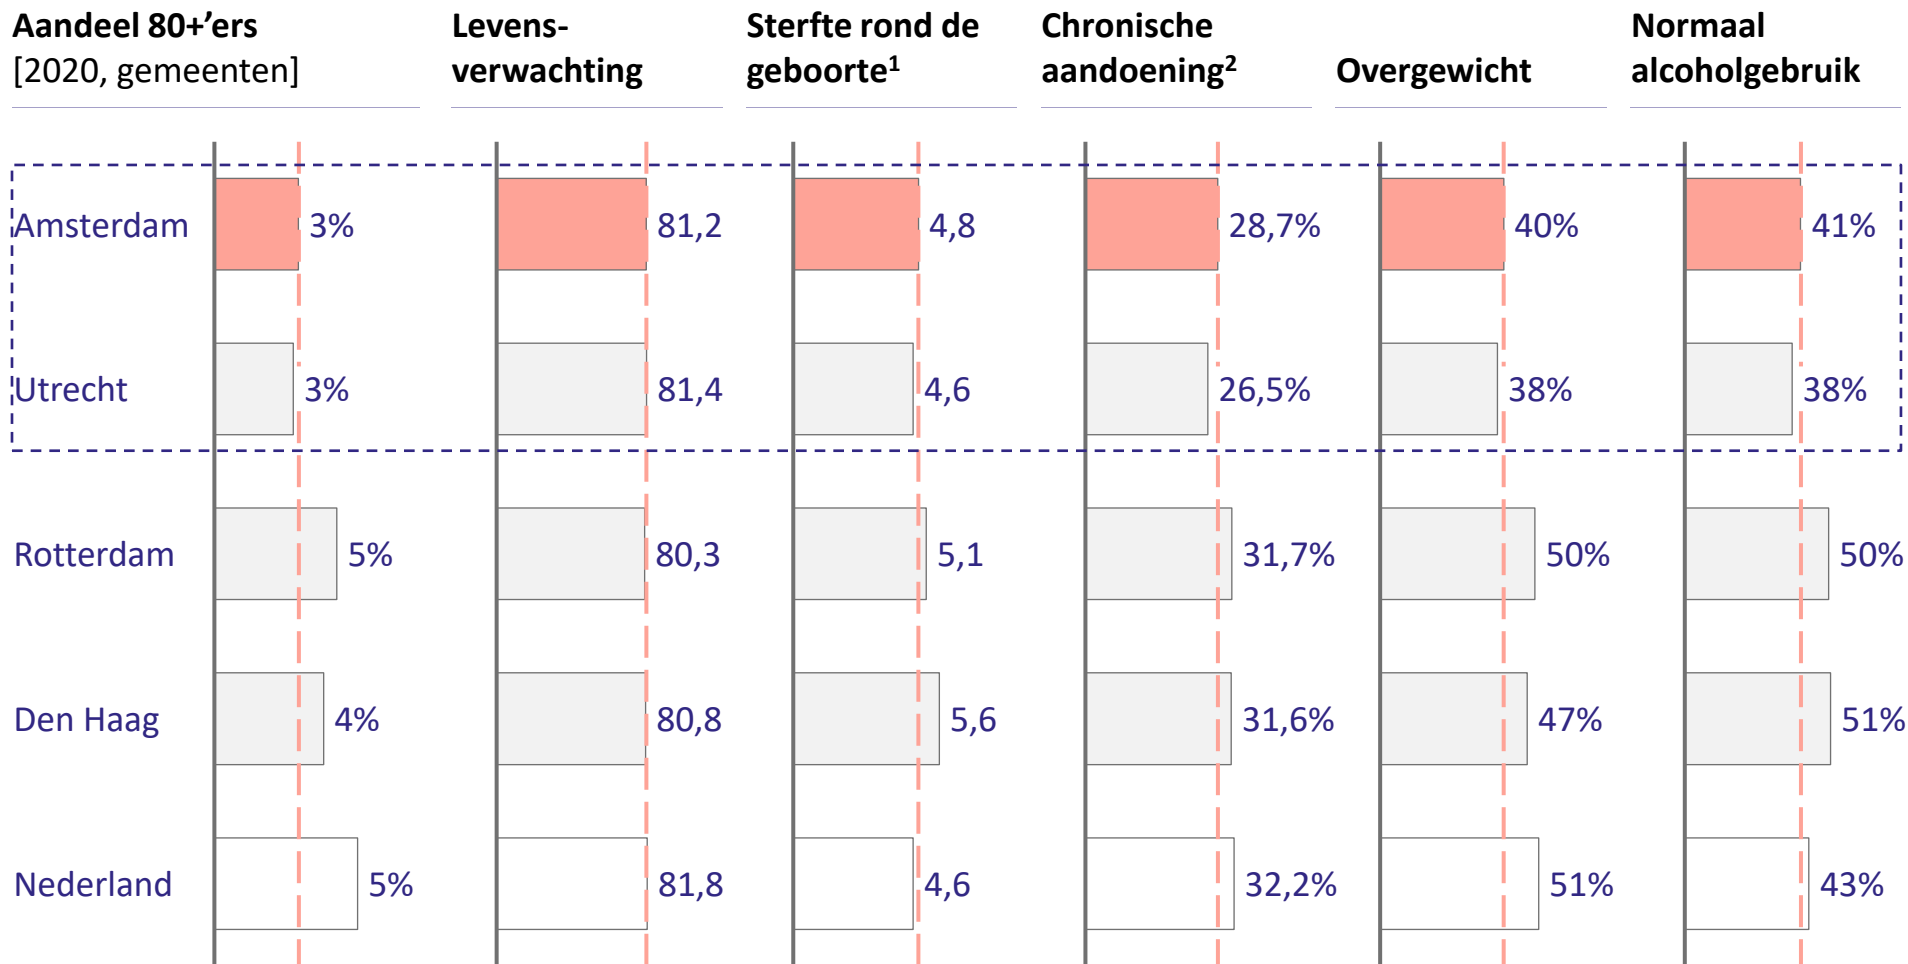 Aandeel 80+’ers
[2020, gemeenten]
Levens-
verwachting
Sterfte rond de
geboorte¹
Chronische
aandoening²
Overgewicht
Normaal
alcoholgebruik
Amsterdam 3% 81,2 4,8 28,7% 40% 41%
Utrecht 3% 81,4 4,6 26,5% 38% 38%
Rotterdam 5% 80,3 5,1 31,7% 50% 50%
Den Haag 4% 80,8 5,6 31,6% 47% 51%
Nederland 5% 81,8 4,6 32,2% 51% 43%